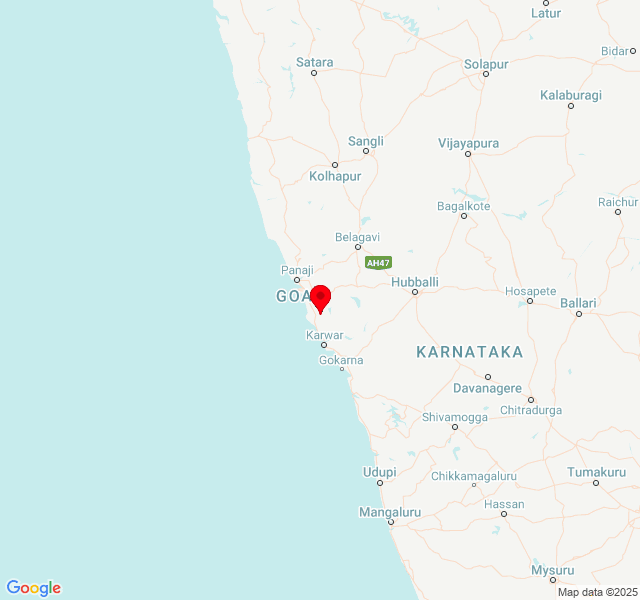 Latur
Bidar
Satara
Solapur
Kalaburagi
Sangli
Vijayapura
Kolhapur
Bagalkote
Raichur
Belagavi
AH47
Panaji
Hubballi
GOA
Hosapete
Ballari
Karwar
KARNATAKA
Gokarna
Davanagere
Chitradurga
Shivamogga
Udupi
Chikkamagaluru
Tumakuru
Hassan
Mangaluru
Mysuru
Google
Map data ©2025